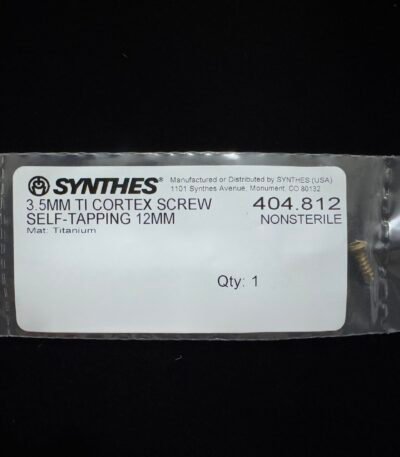 SYNTHES®
Manufactured or Distributed by SYNTHES (USA)
1101 Synthes Avenue, Monument, CO 80132
3.5MM TI CORTEX SCREW
SELF-TAPPING 12MM
Mat: Titanium
404.812
NONSTERILE
Qty: 1